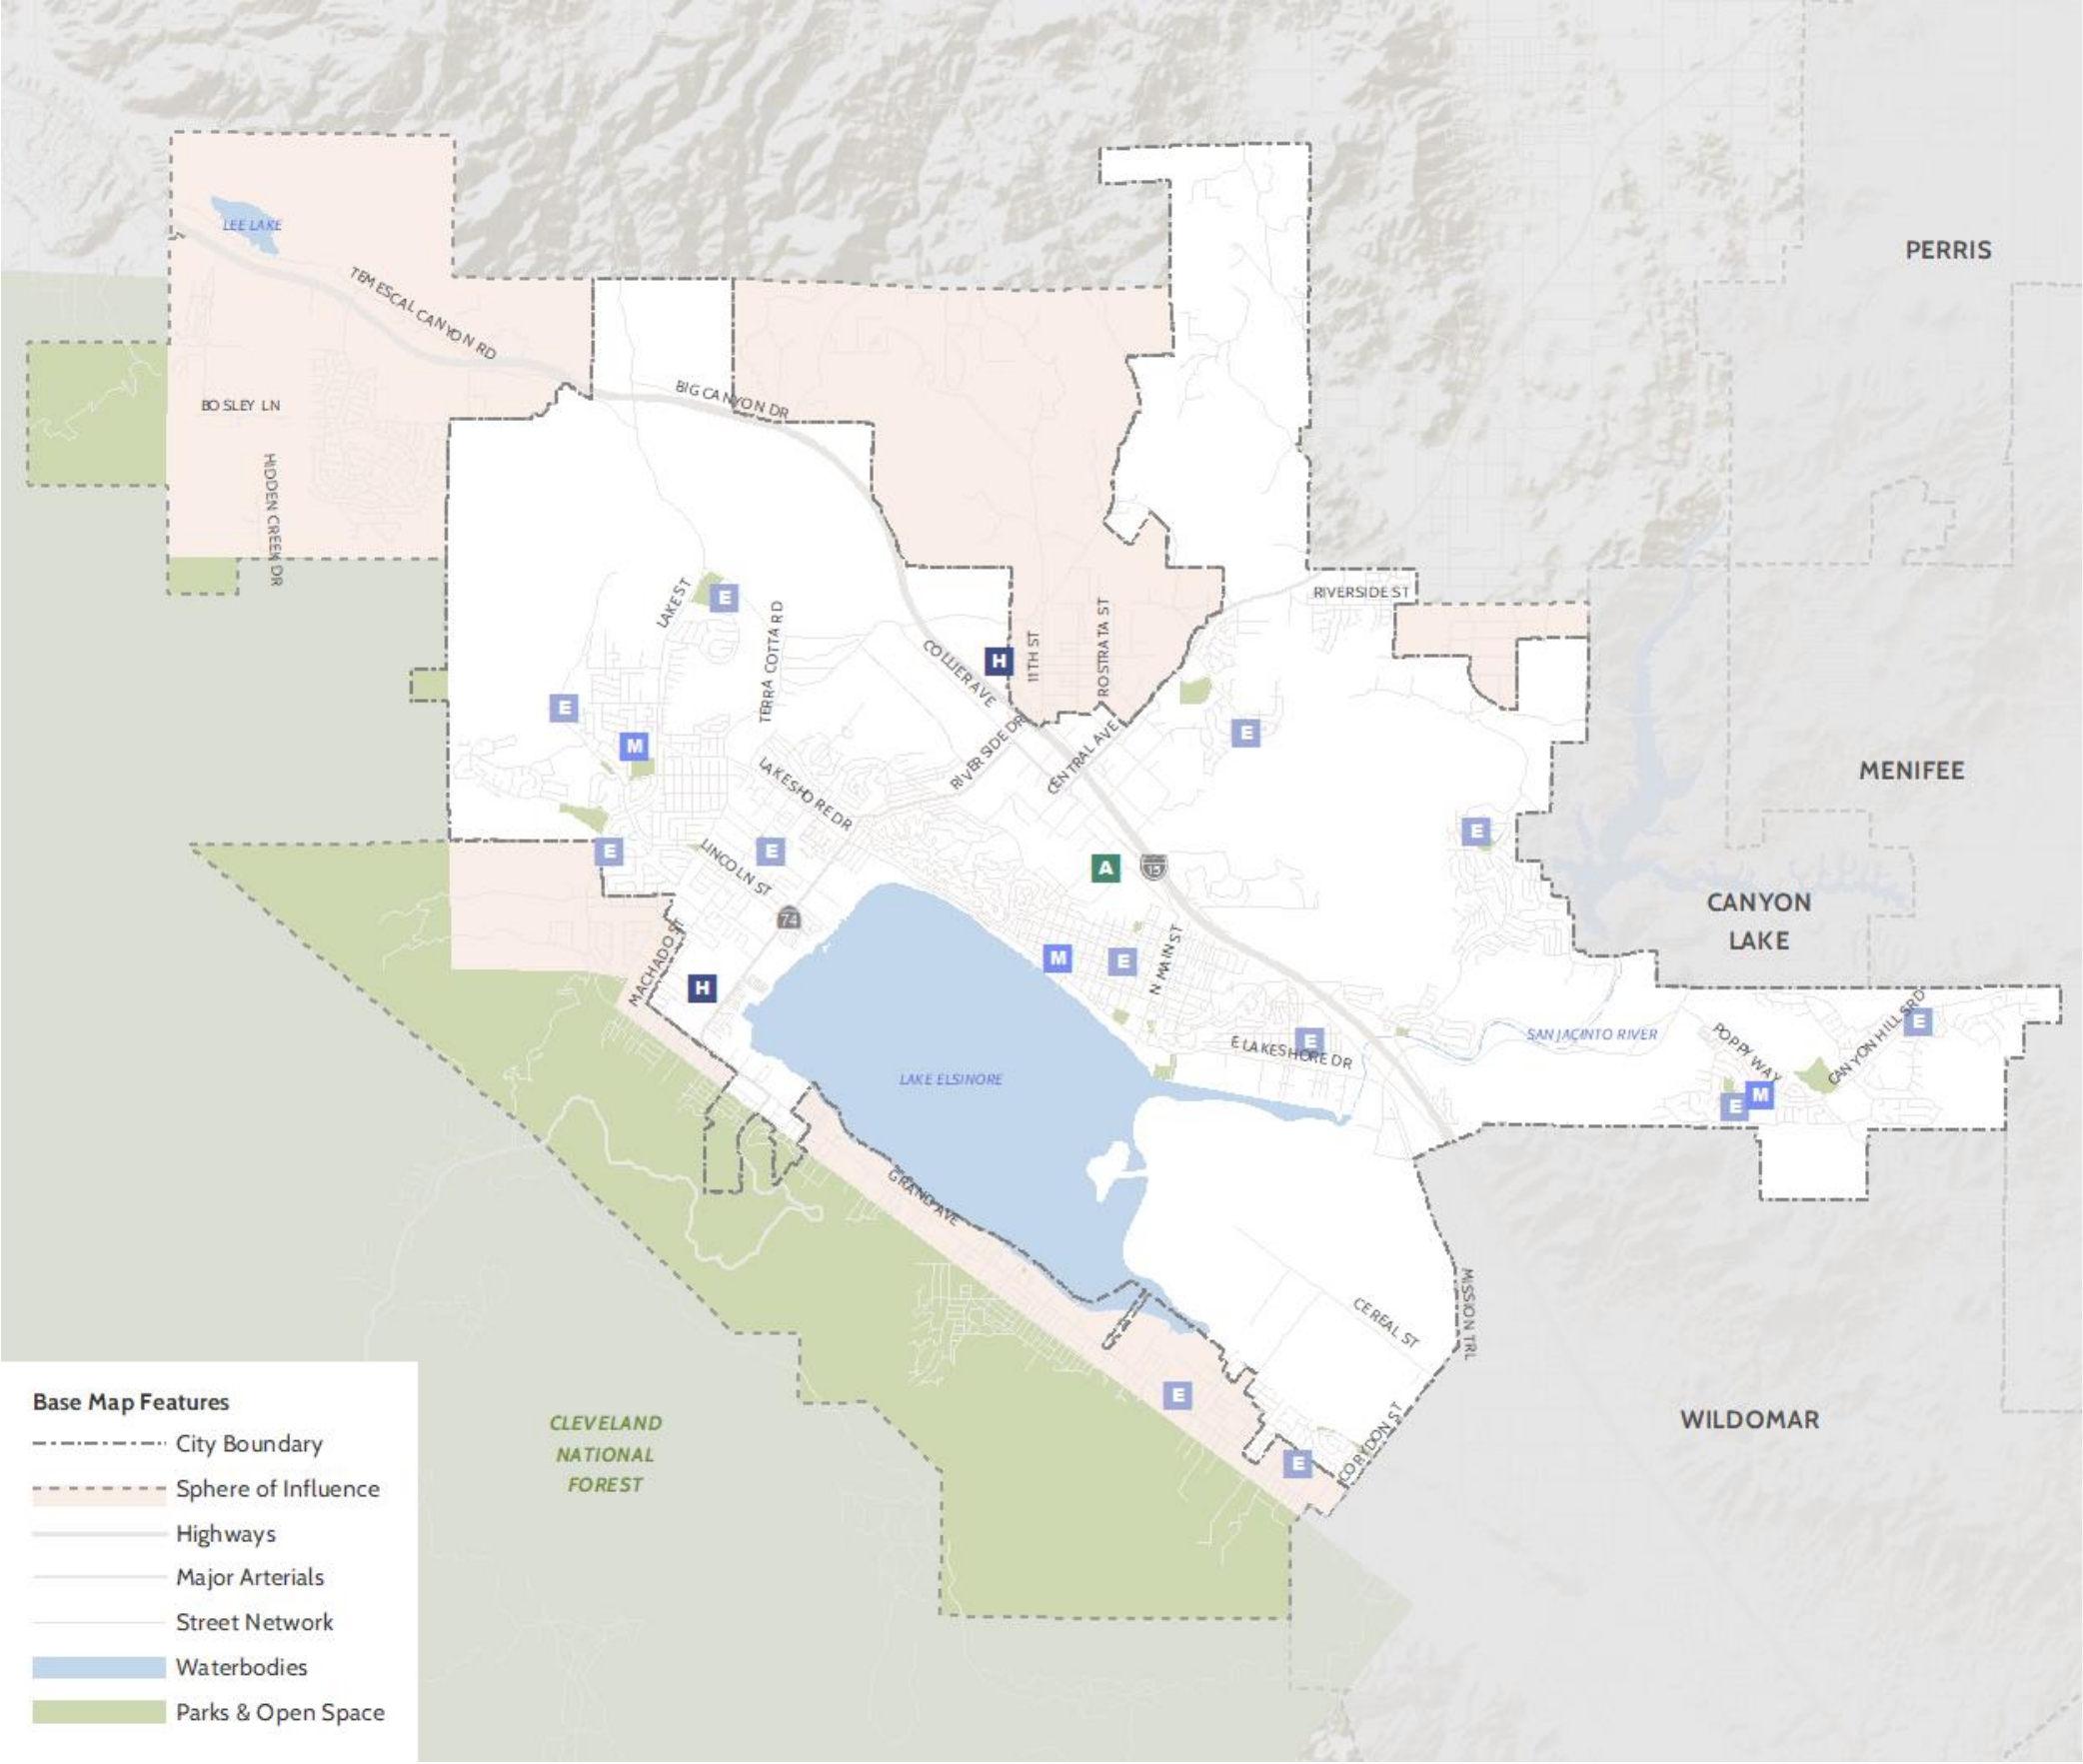 PERRIS
LEE LAKE
TEMESCAL CANYON RD
BIG CANYON DR
BOSLEY LN
HIDDEN CREEK DR
RIVERSIDE ST
LAKE ST
E
TERRA COTTA RD
COLLIER AVE
H
11TH ST
ROSTRATA ST
E
M
RIVERSIDE DR
CENTRAL AVE
E
MENIFEE
LAKESHORE DR
E
LINCOLN ST
E
E
A
15
74
CANYON
LAKE
MACHADO ST
H
M
E
N MAIN ST
E LAKESHORE DR
E
SAN JACINTO RIVER
POPPY WAY
CANYON HILLS RD
E
LAKE ELSINORE
E
M
GRAND AVE
CEREAL ST
MISSION TRL
E
CORYDON ST
E
WILDOMAR
CLEVELAND
NATIONAL
FOREST
Base Map Features
City Boundary
Sphere of Influence
Highways
Major Arterials
Street Network
Waterbodies
Parks & Open Space